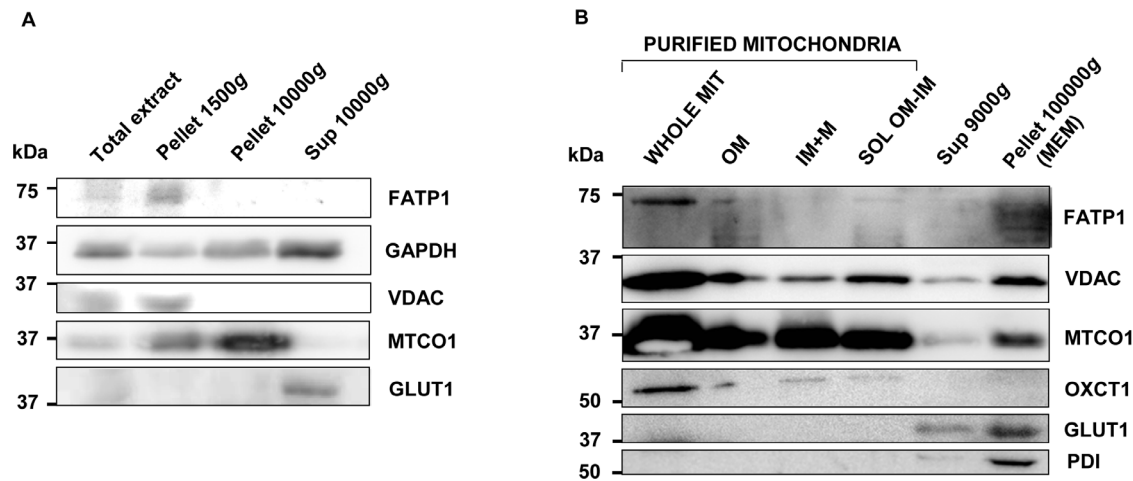 A
Total extract
Pellet 1500g
Pellet 10000g
Sup 10000g
kDa
75
FATP1
37
GAPDH
37
VDAC
37
MTCO1
37
GLUT1
B
PURIFIED MITOCHONDRIA
WHOLE MIT
OM
IM+M
SOL OM-IM
Sup 9000g
Pellet 100000g
(MEM)
kDa
75
FATP1
37
VDAC
37
MTCO1
50
OXCT1
37
GLUT1
50
PDI